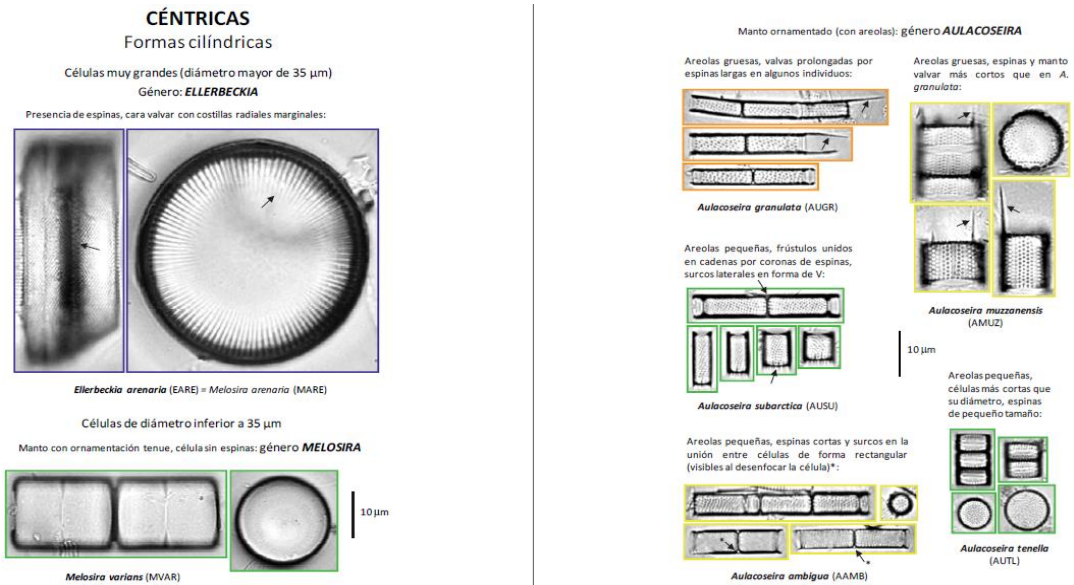 CÉNTRICAS
Formas cilíndricas
Células muy grandes (diámetro mayor de 35 µm)
Género: ELLERBECKIA
Presencia de espinas, cara valvar con costillas radiales marginales:
Ellerbeckia arenaria (EARE) = Melosira arenaria (MARE)
Células de diámetro inferior a 35 µm
Manto con ornamentación tenue, célula sin espinas: género MELOSIRA
10 µm
Melosira varians (MVAR)
Manto ornamentado (con areolas): género AULACOSEIRA
Areolas gruesas, valvas prolongadas por
espinas largas en algunos individuos:
Aulacoseira granulata (AUGR)
Areolas gruesas, espinas y manto
valvar más cortos que en A.
granulata:
Aulacoseira muzzanensis
(AMUZ)
Areolas pequeñas, frústulos unidos
en cadenas por coronas de espinas,
surcos laterales en forma de V:
Aulacoseira subarctica (AUSU)
10 µm
Areolas pequeñas,
células más cortas que
su diámetro, espinas
de pequeño tamaño:
Aulacoseira tenella
(AUTL)
Areolas pequeñas, espinas cortas y surcos en la
unión entre células de forma rectangular
(visibles al desenfocar la célula)*:
*
*
Aulacoseira ambigua (AAMB)